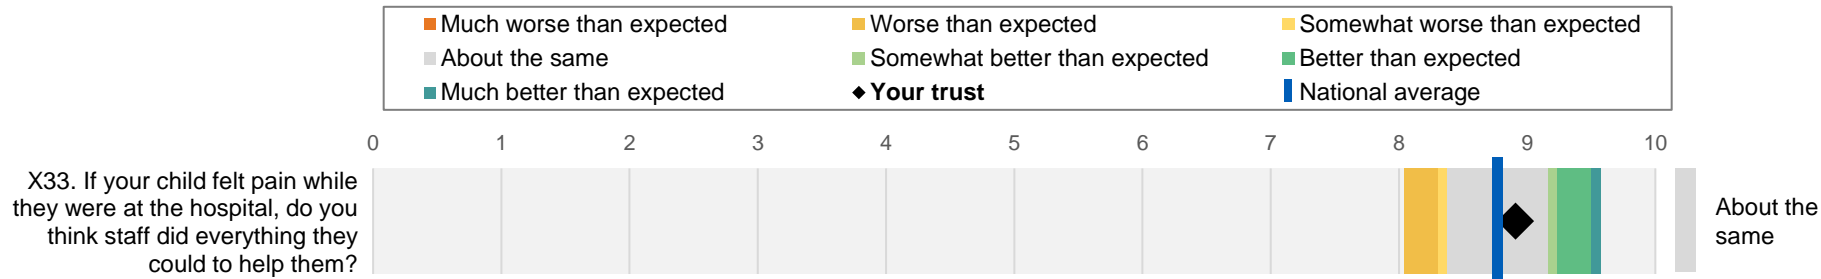 Much worse than expected
Worse than expected
Somewhat worse than expected
About the same
Somewhat better than expected
Better than expected
Much better than expected
Your trust
National average
0 1 2 3 4 5 6 7 8 9 10
X33. If your child felt pain while
they were at the hospital, do you
think staff did everything they
could to help them?
About the
same